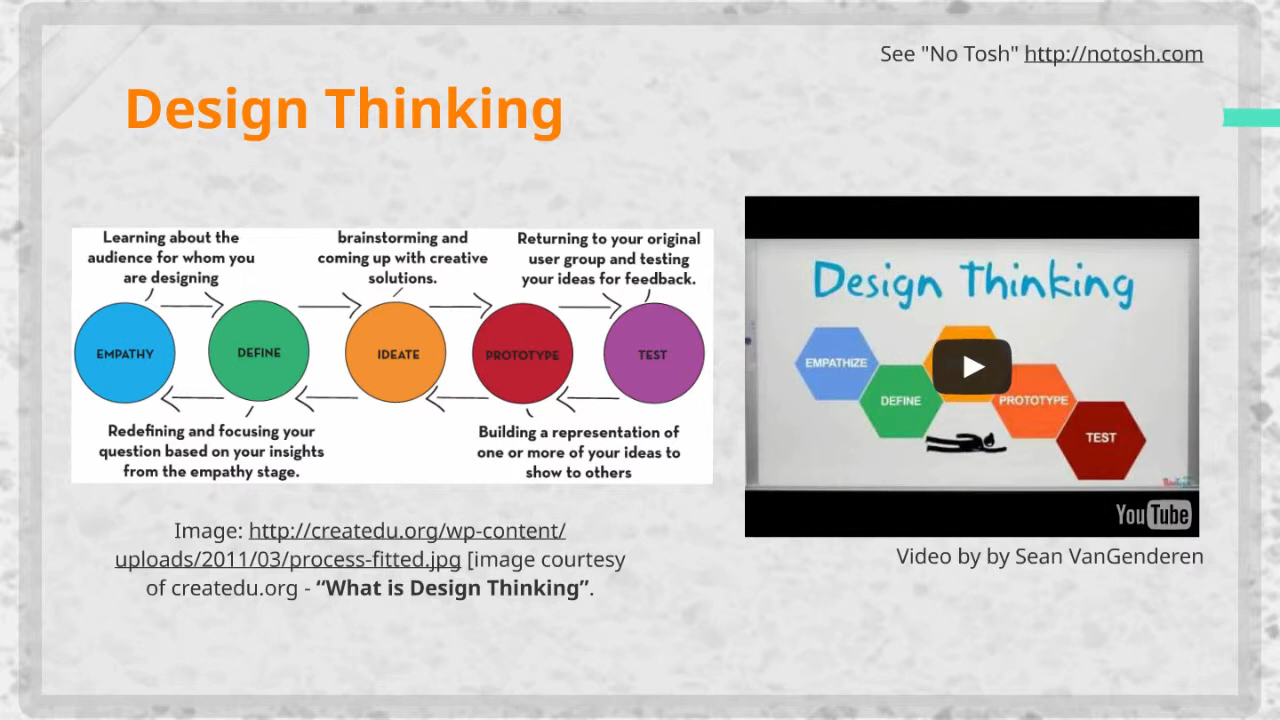 See "No Tosh" http://notosh.com
Design Thinking
Learning about the
audience for whom you
are designing
brainstorming and
coming up with creative
solutions.
Returning to your original
user group and testing
your ideas for feedback.
EMPATHY
DEFINE
IDEATE
PROTOTYPE
TEST
Redefining and focusing your
question based on your insights
from the empathy stage.
Building a representation of
one or more of your ideas to
show to others
Image: http://createdu.org/wp-content/
uploads/2011/03/process-fitted.jpg [image courtesy
of createdu.org - “What is Design Thinking”.
Design Thinking
EMPATHIZE
DEFINE
PROTOTYPE
TEST
YouTube
Video by by Sean VanGenderen